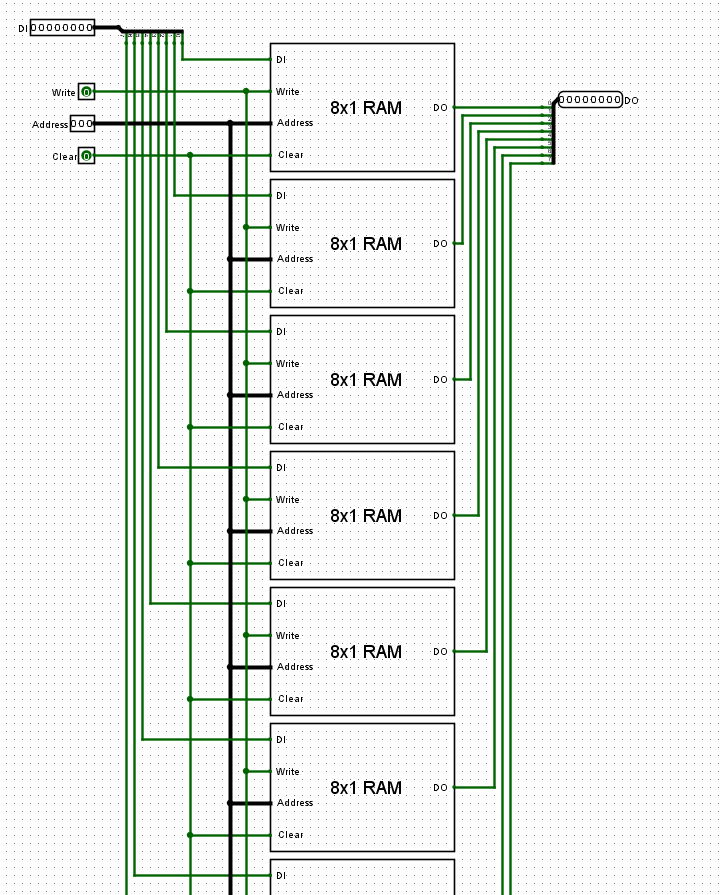 DI 00000000
Write 0
Address 000
Clear 0
DI
Write
Address
Clear
8x1 RAM
DO
00000000 DO
DI
Write
Address
Clear
8x1 RAM
DO
DI
Write
Address
Clear
8x1 RAM
DO
DI
Write
Address
Clear
8x1 RAM
DO
DI
Write
Address
Clear
8x1 RAM
DO
DI
Write
Address
Clear
8x1 RAM
DO
DI